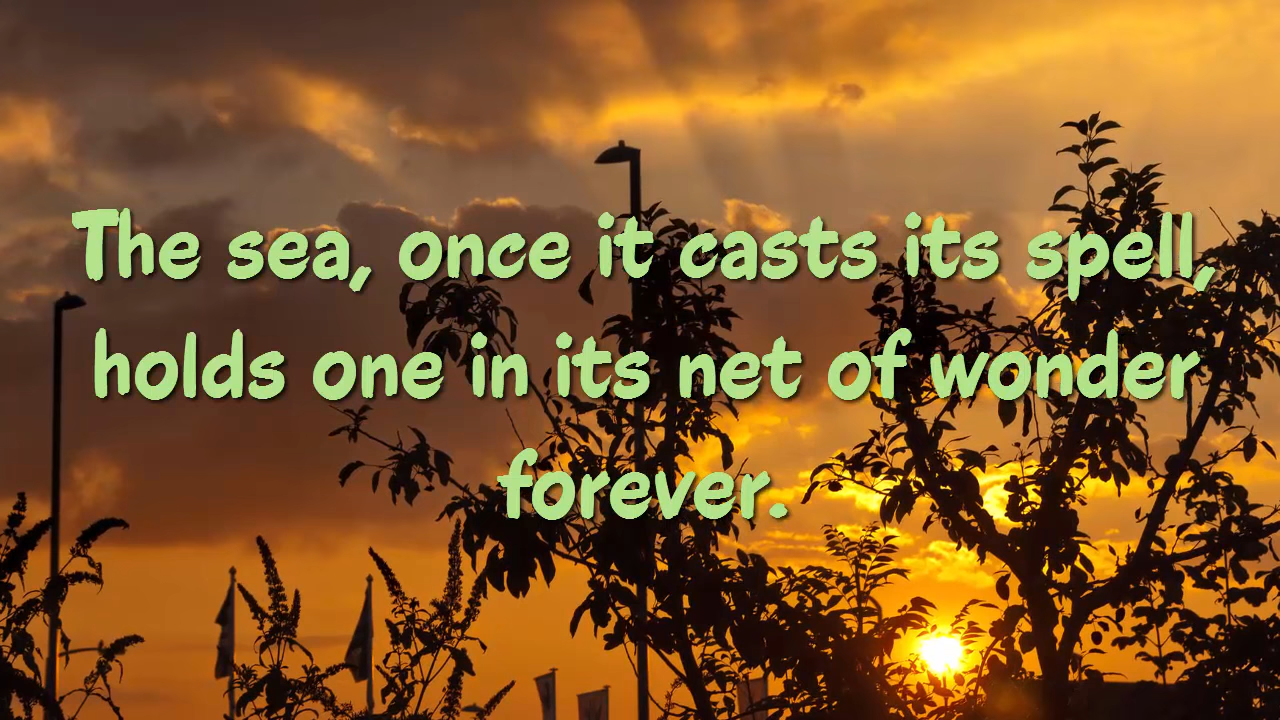 The sea, once it casts its spell,
holds one in its net of wonder
forever.